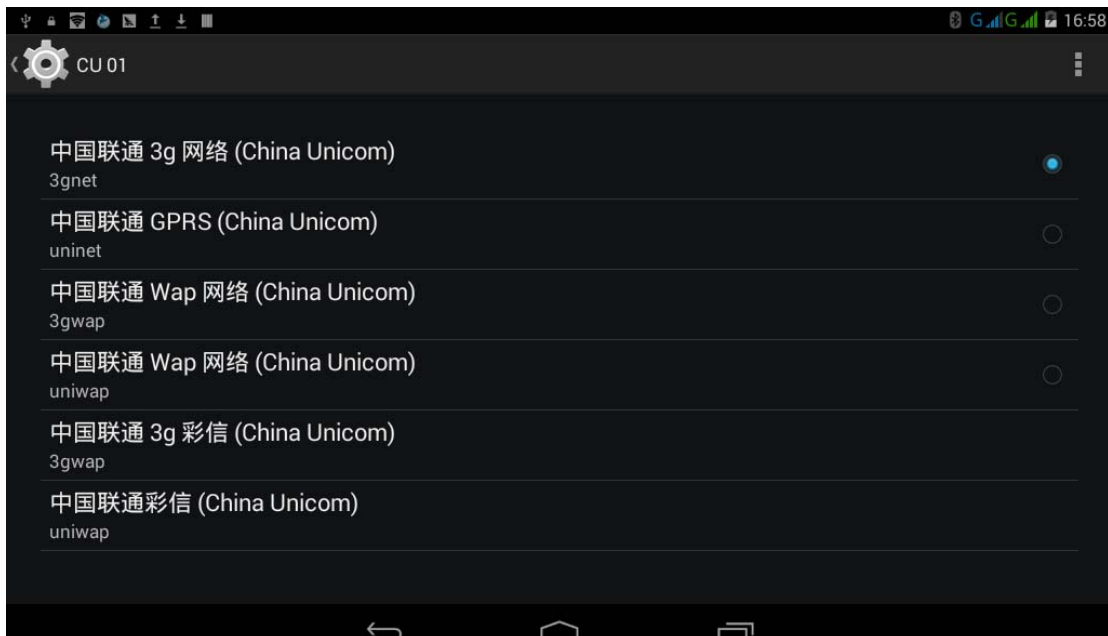 G G 16:58
CU 01
中国联通 3g 网络 (China Unicom)
3gnet
中国联通 GPRS (China Unicom)
uninet
中国联通 Wap 网络 (China Unicom)
3gwap
中国联通 Wap 网络 (China Unicom)
uniwap
中国联通 3g 彩信 (China Unicom)
3gwap
中国联通彩信 (China Unicom)
uniwap